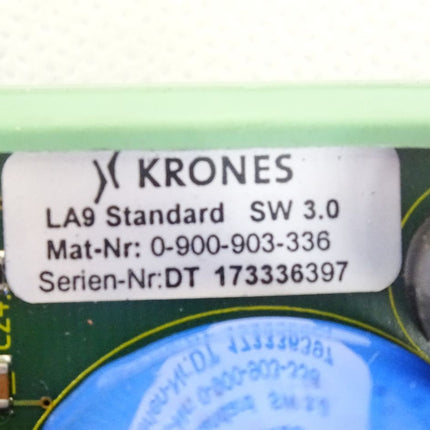 KRONES
LA9 Standard SW 3.0
Mat-Nr: 0-900-903-336
Serien-Nr:DT 173336397